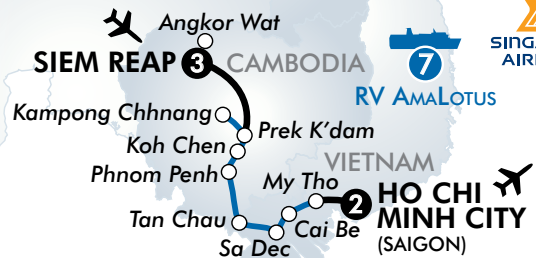 Angkor Wat
SIEM REAP 3
CAMBODIA
7
RV AMALOTUS
Kampong Chhnang
Prek K'dam
Koh Chen
Phnom Penh
VIETNAM
My Tho
2 HO CHI
MINH CITY
(SAIGON)
Tan Chau
Cai Be
Sa Dec